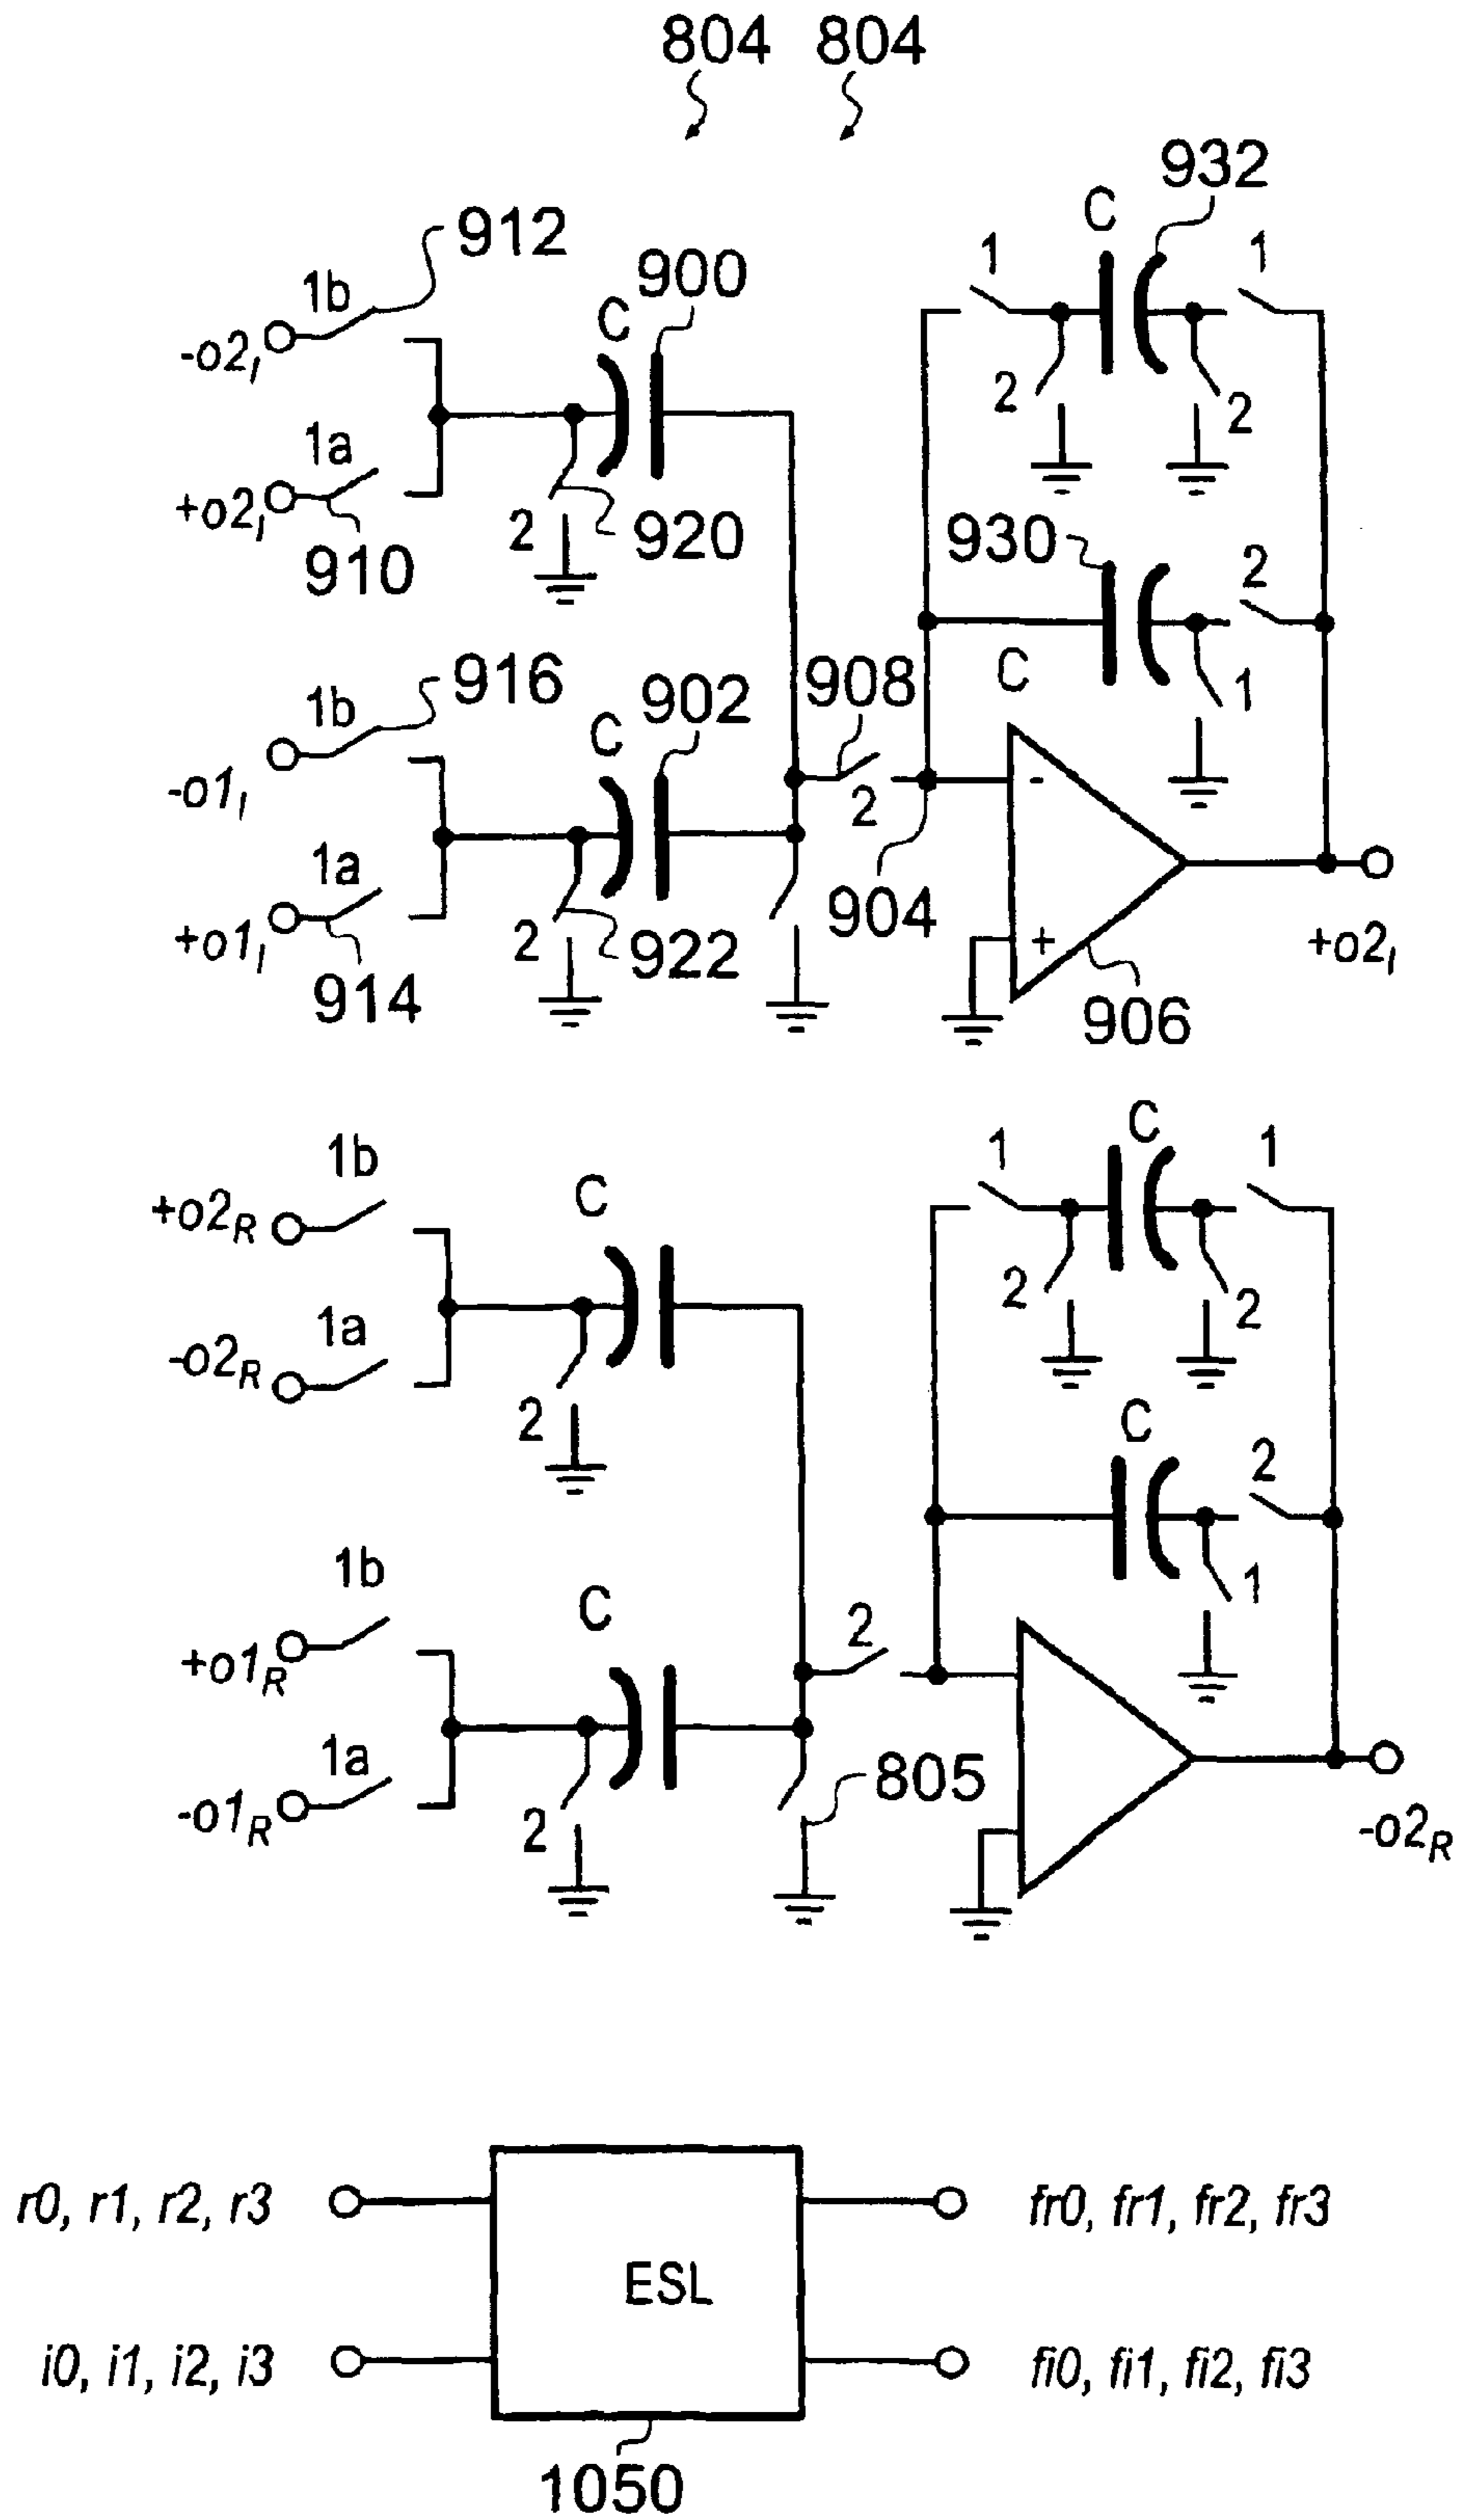 804 804
932
C
912
1
1
900
1b
C
-o2I
2
2
1a
+o2I
930
2
2
920
910
C
1
916
902
908
1b
C
-o1I
2
-
1a
904
+
+o1I
2
922
+o2I
914
906
C
1b
1
1
C
+o2R
2
2
1a
-o2R
C
2
2
1b
1
C
2
+o1R
1a
805
-o1R
2
-o2R
r0, r1, r2, r3
fr0, fr1, fr2, fr3
ESL
i0, i1, i2, i3
fi0, fi1, fi2, fi3
1050